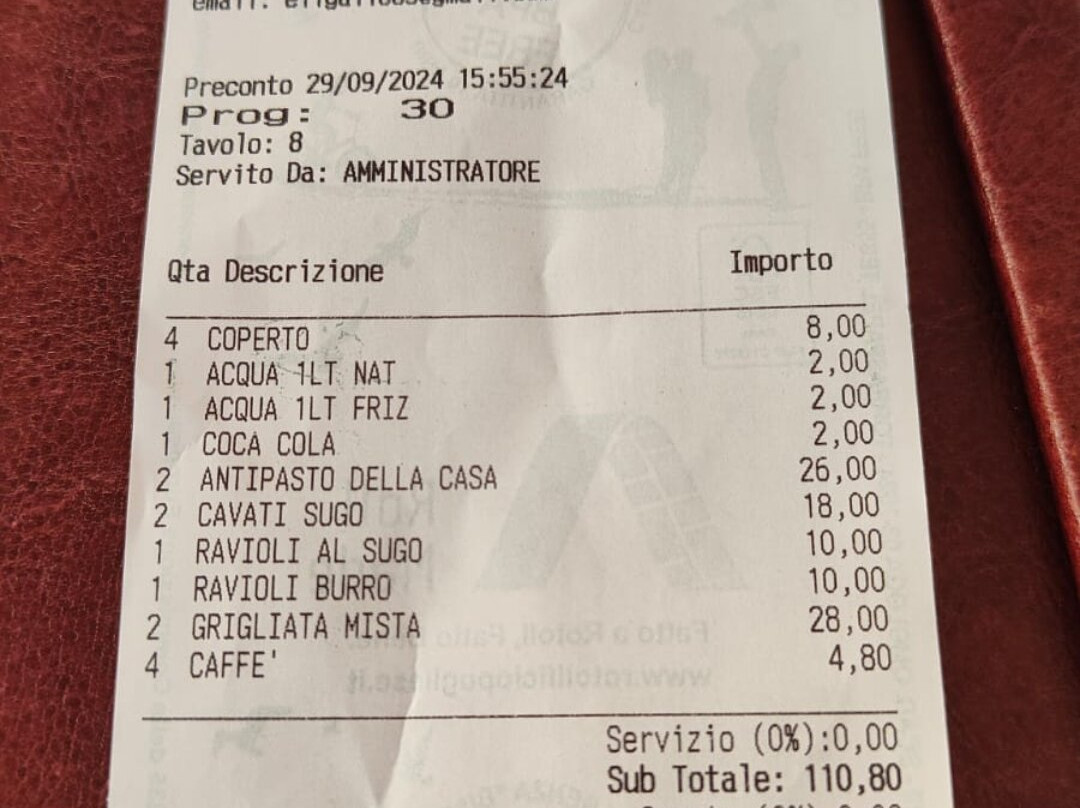 Preconto 29/09/2024 15:55:24
Prog: 30
Tavolo: 8
Servito Da: AMMINISTRATORE
Qta Descrizione Importo
4 COPERTO 8,00
1 ACQUA 1LT NAT 2,00
1 ACQUA 1LT FRIZ 2,00
1 COCA COLA 2,00
2 ANTIPASTO DELLA CASA 26,00
2 CAVATI SUGO 18,00
1 RAVIOLI AL SUGO 10,00
1 RAVIOLI BURRO 10,00
2 GRIGLIATA MISTA 28,00
4 CAFFE' 4,80
Servizio (0%):0,00
Sub Totale: 110,80